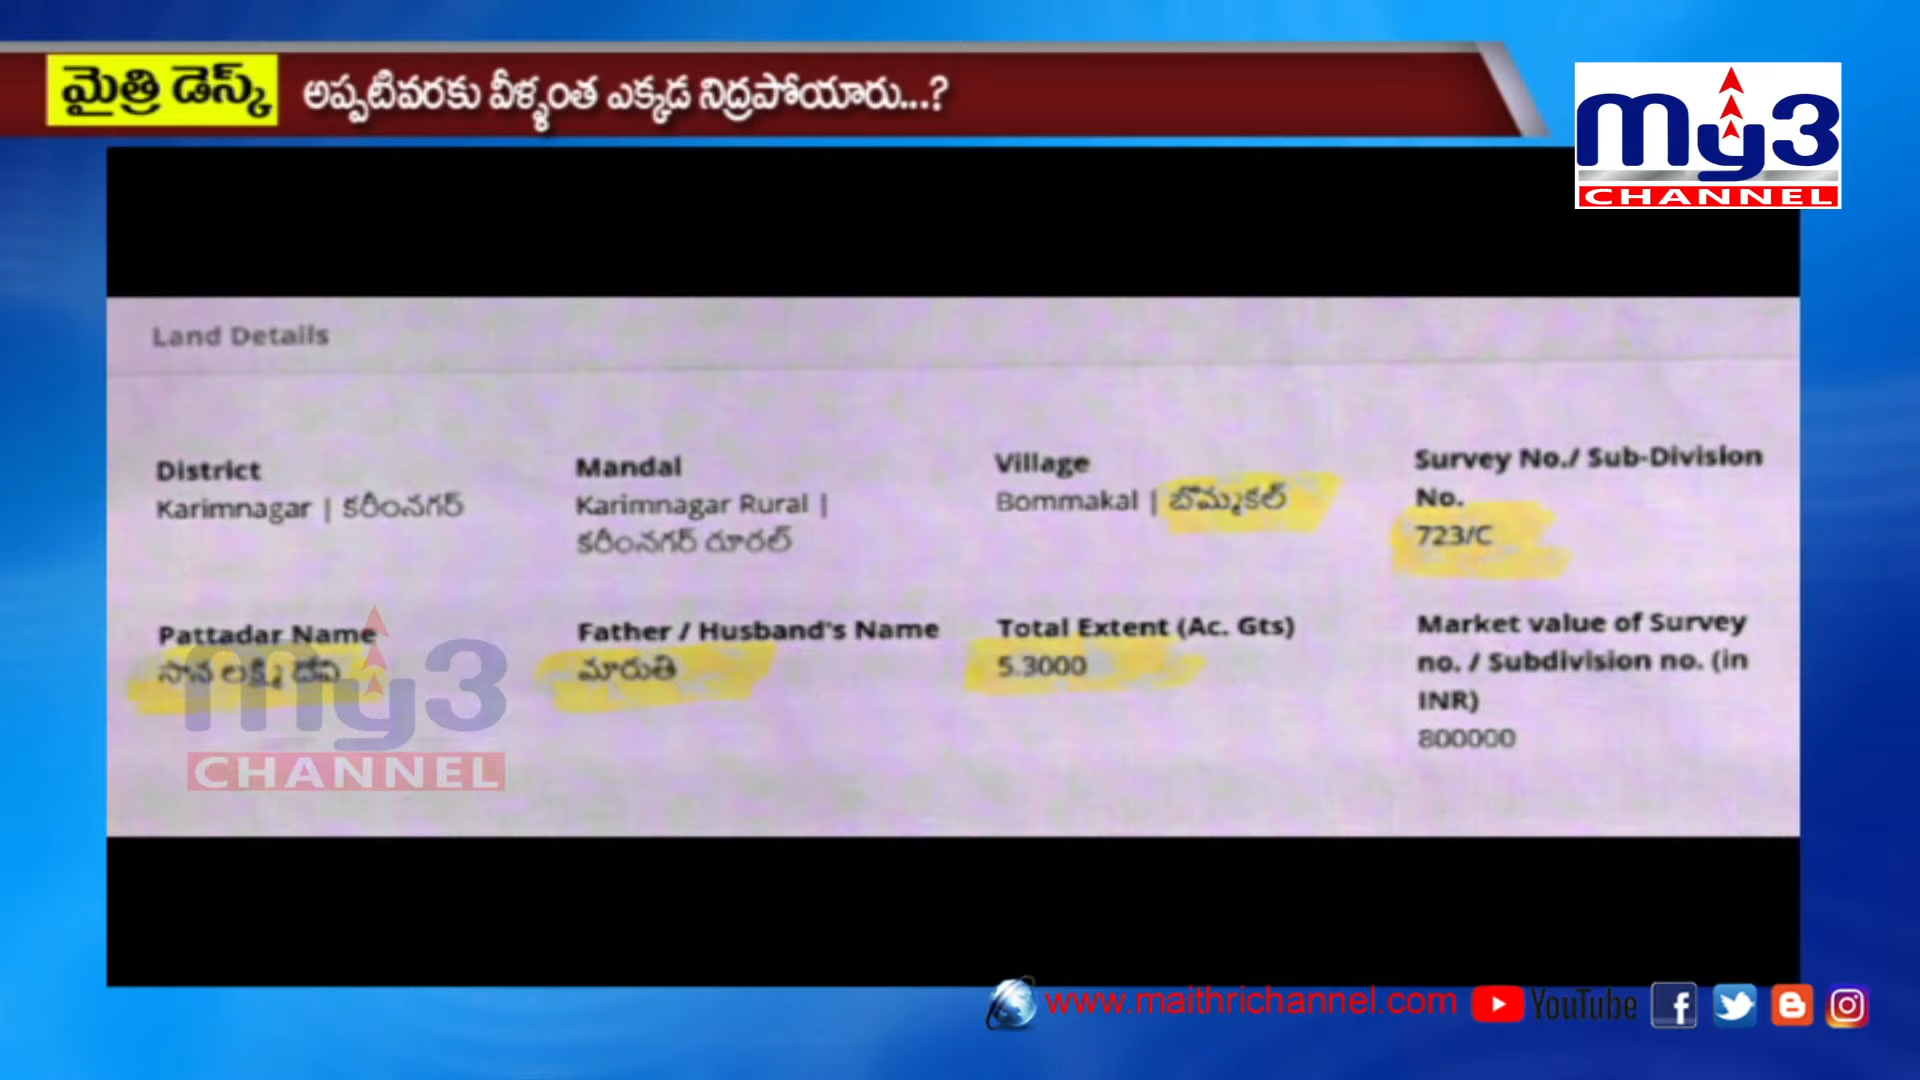 మైత్రి డెస్క్ అప్పటివరకు వీళ్ళంత ఎక్కడ నిద్రపోయారు...?
my3
CHANNEL
Land Details
District
Karimnagar | కరీంనగర్
Mandal
Karimnagar Rural |
కరీంనగర్ రూరల్
Village
Bommakal | బొమ్మకల్
Survey No./ Sub-Division
No.
723/C
Pattadar Name
సాన లక్ష్మి దేవి
Father / Husband's Name
మారుతి
Total Extent (Ac. Gts)
5.3000
Market value of Survey
no. / Subdivision no. (in
INR)
800000
my3
CHANNEL
www.maithrichannel.com YouTube